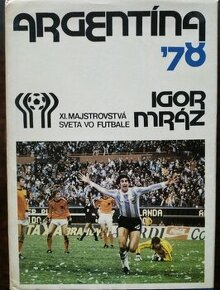 ARGENTÍNA
'78
XI. MAJSTROVSTVÁ
SVETA VO FUTBALE
IGOR
MRÁZ